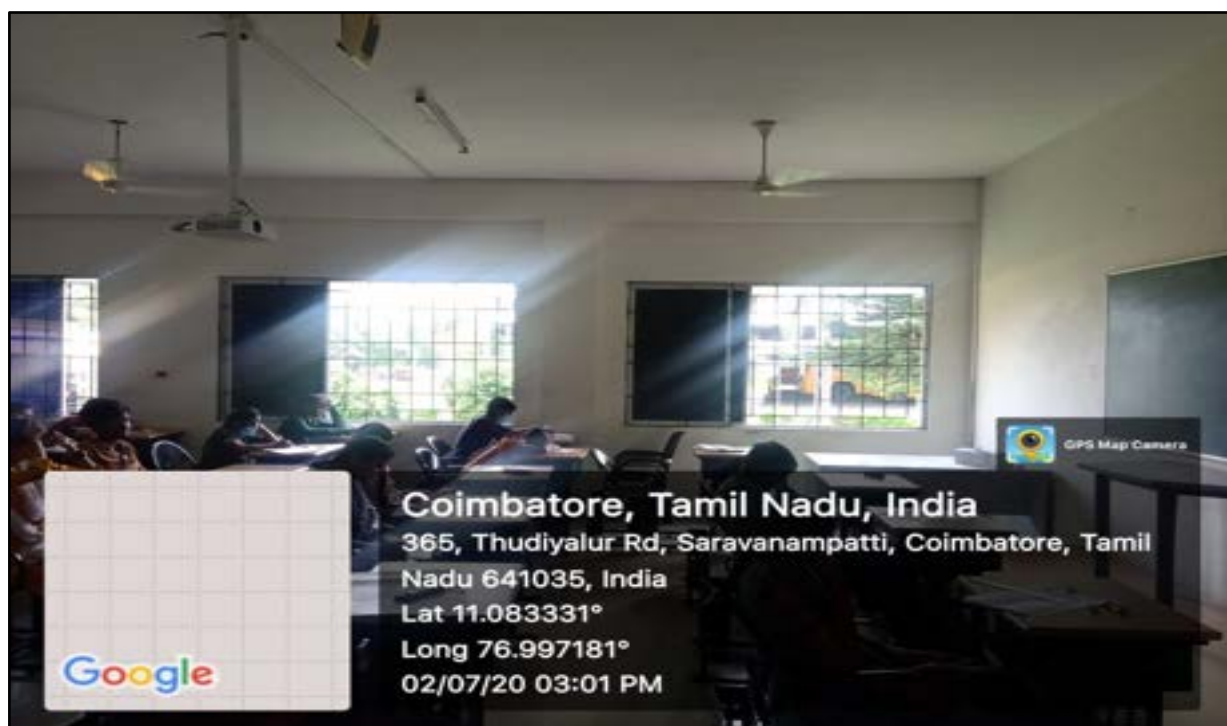 GPS Map Camera
Coimbatore, Tamil Nadu, India
365, Thudiyalur Rd, Saravanampatti, Coimbatore, Tamil
Nadu 641035, India
Lat 11.083331°
Long 76.997181°
02/07/20 03:01 PM
Google